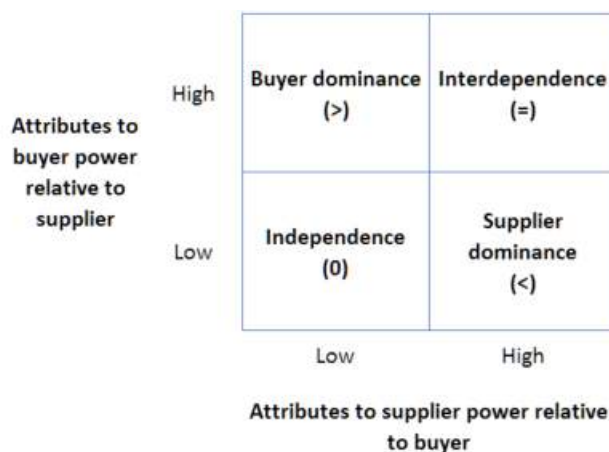 Attributes to
buyer power
relative to
supplier
High
Low
Buyer dominance
(>)
Interdependence
(=)
Independence
(0)
Supplier
dominance
(<)
Low
High
Attributes to supplier power relative
to buyer